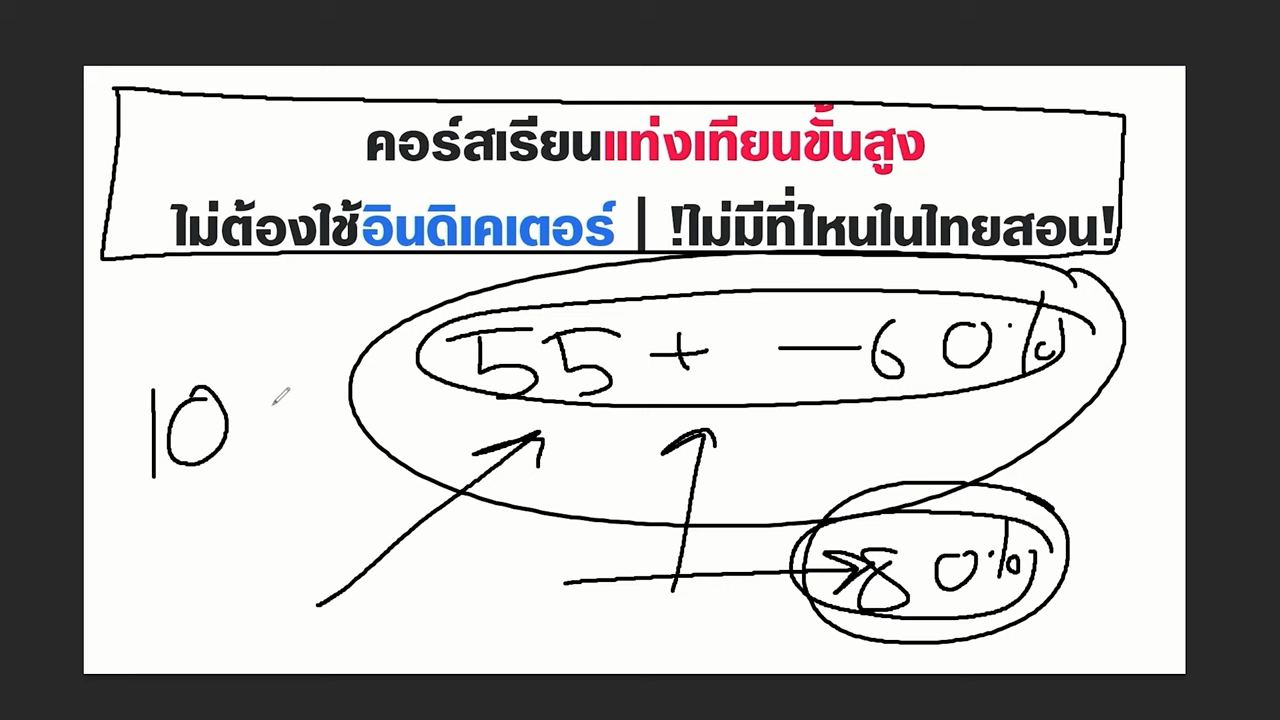 คอร์สเรียนแท่งเทียนขั้นสูง
ไม่ต้องใช้อินดิเคเตอร์ | !ไม่มีที่ไหนในไทยสอน!
55+ - 60%
10
80%